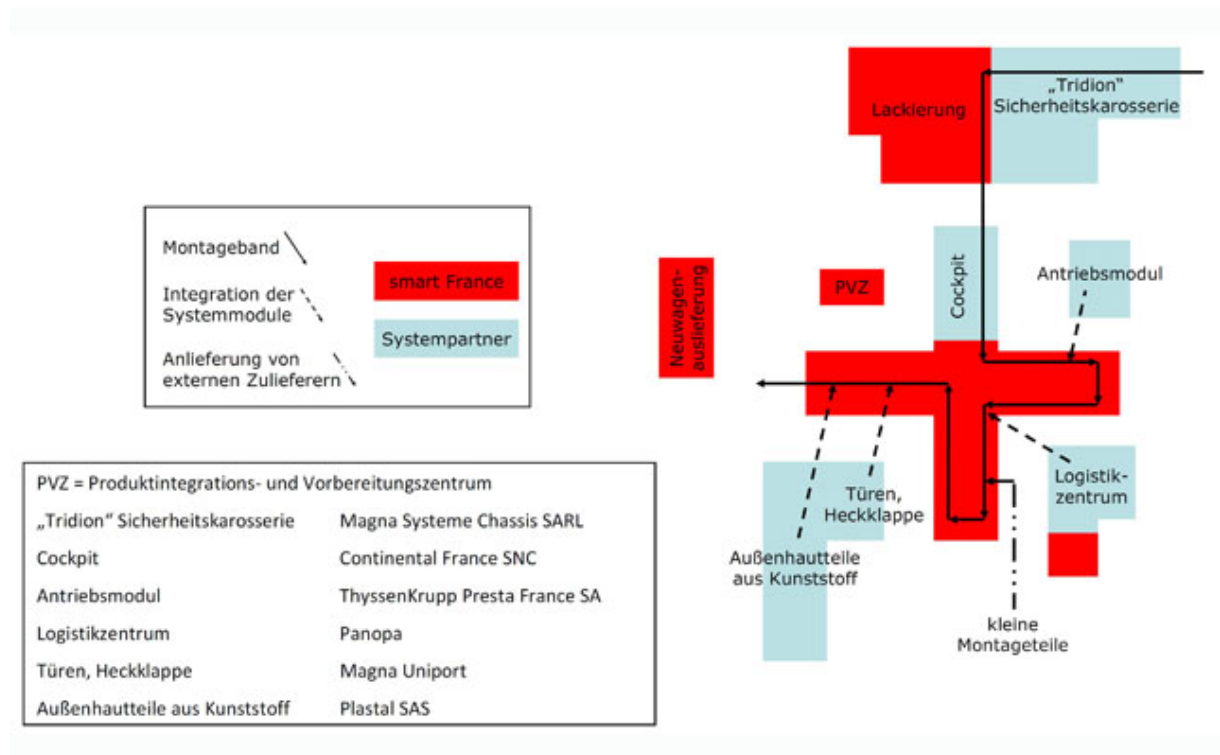 „Tridion“
Sicherheitskarosserie
Lackierung
Montageband
Integration der
Systemmodule
Anlieferung von
externen Zulieferern
smart France
Systempartner
Neuwagen-
auslieferung
PVZ
Cockpit
Antriebsmodul
Logistik-
zentrum
Türen,
Heckklappe
Außenhautteile
aus Kunststoff
kleine
Montageteile
PVZ = Produktintegrations- und Vorbereitungszentrum
„Tridion“ Sicherheitskarosserie Magna Systeme Chassis SARL
Cockpit Continental France SNC
Antriebsmodul ThyssenKrupp Presta France SA
Logistikzentrum Panopa
Türen, Heckklappe Magna Uniport
Außenhautteile aus Kunststoff Plastal SAS